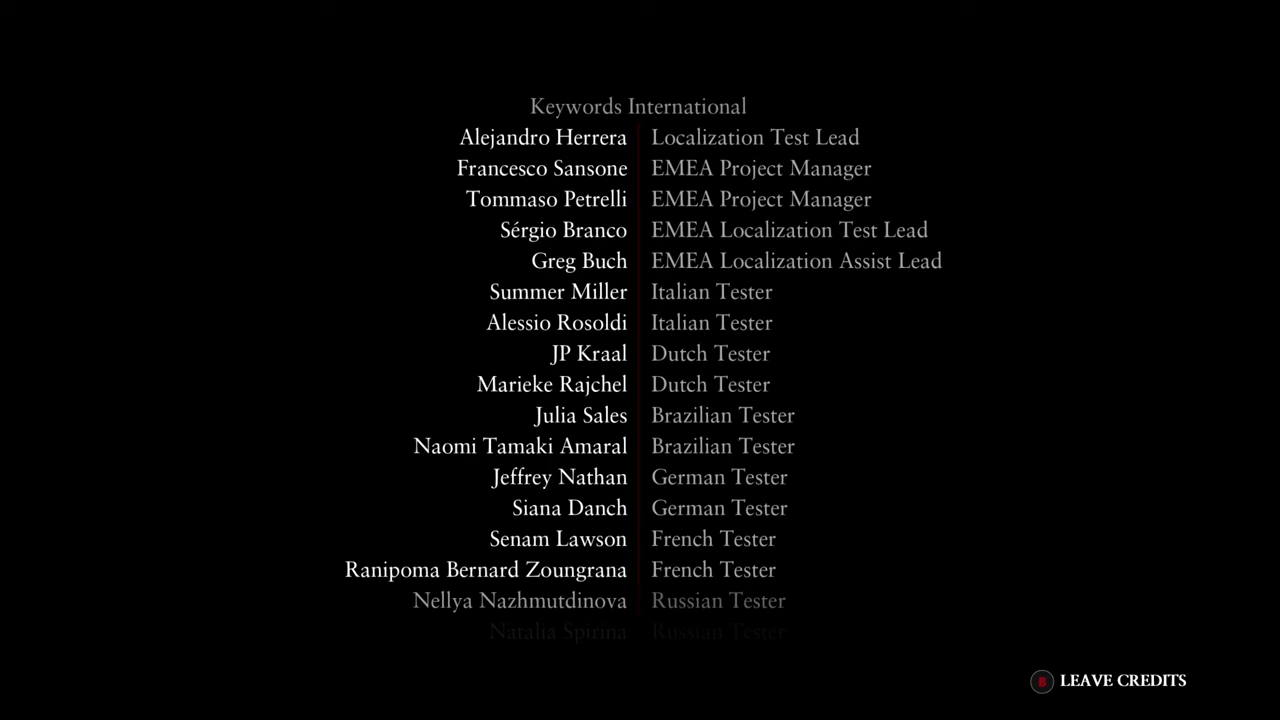 Keywords International
Alejandro Herrera Localization Test Lead
Francesco Sansone EMEA Project Manager
Tommaso Petrelli EMEA Project Manager
Sérgio Branco EMEA Localization Test Lead
Greg Buch EMEA Localization Assist Lead
Summer Miller Italian Tester
Alessio Rosoldi Italian Tester
JP Kraal Dutch Tester
Marieke Rajchel Dutch Tester
Julia Sales Brazilian Tester
Naomi Tamaki Amaral Brazilian Tester
Jeffrey Nathan German Tester
Siana Danch German Tester
Senam Lawson French Tester
Ranipoma Bernard Zoungrana French Tester
Nellya Nazhmutdinova Russian Tester
Natalia Spirina Russian Tester
B LEAVE CREDITS